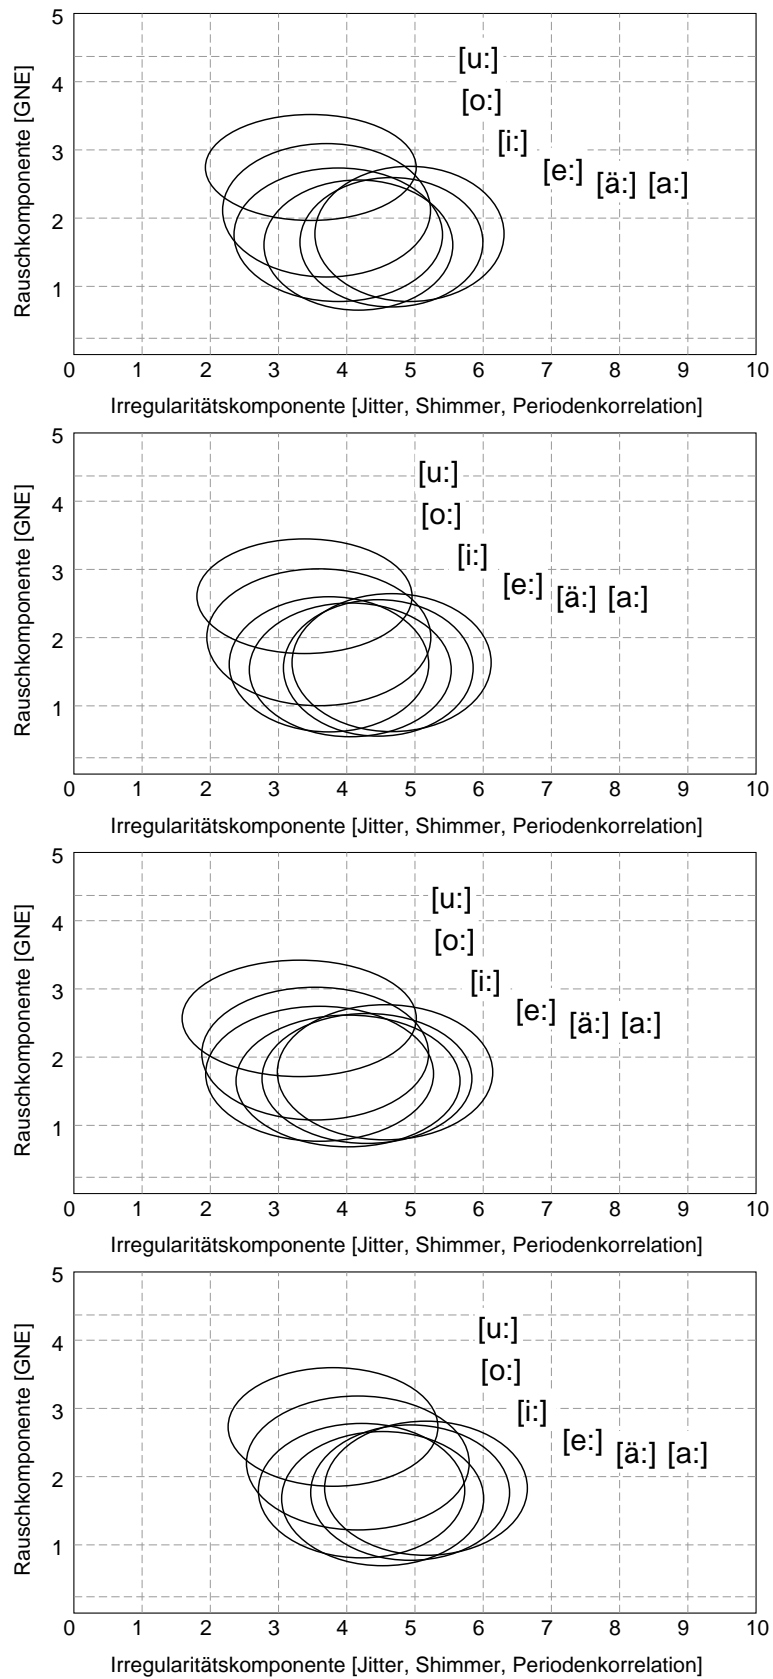 5
4
3
2
1
Rauschkomponente [GNE]
[u:]
[o:]
[i:]
[e:] [ä:] [a:]
0 1 2 3 4 5 6 7 8 9 10
Irregularitätskomponente [Jitter, Shimmer, Periodenkorrelation]
5
4
3
2
1
Rauschkomponente [GNE]
[u:]
[o:]
[i:]
[e:] [ä:] [a:]
0 1 2 3 4 5 6 7 8 9 10
Irregularitätskomponente [Jitter, Shimmer, Periodenkorrelation]
5
4
3
2
1
Rauschkomponente [GNE]
[u:]
[o:]
[i:]
[e:] [ä:] [a:]
0 1 2 3 4 5 6 7 8 9 10
Irregularitätskomponente [Jitter, Shimmer, Periodenkorrelation]
5
4
3
2
1
Rauschkomponente [GNE]
[u:]
[o:]
[i:]
[e:] [ä:] [a:]
0 1 2 3 4 5 6 7 8 9 10
Irregularitätskomponente [Jitter, Shimmer, Periodenkorrelation]